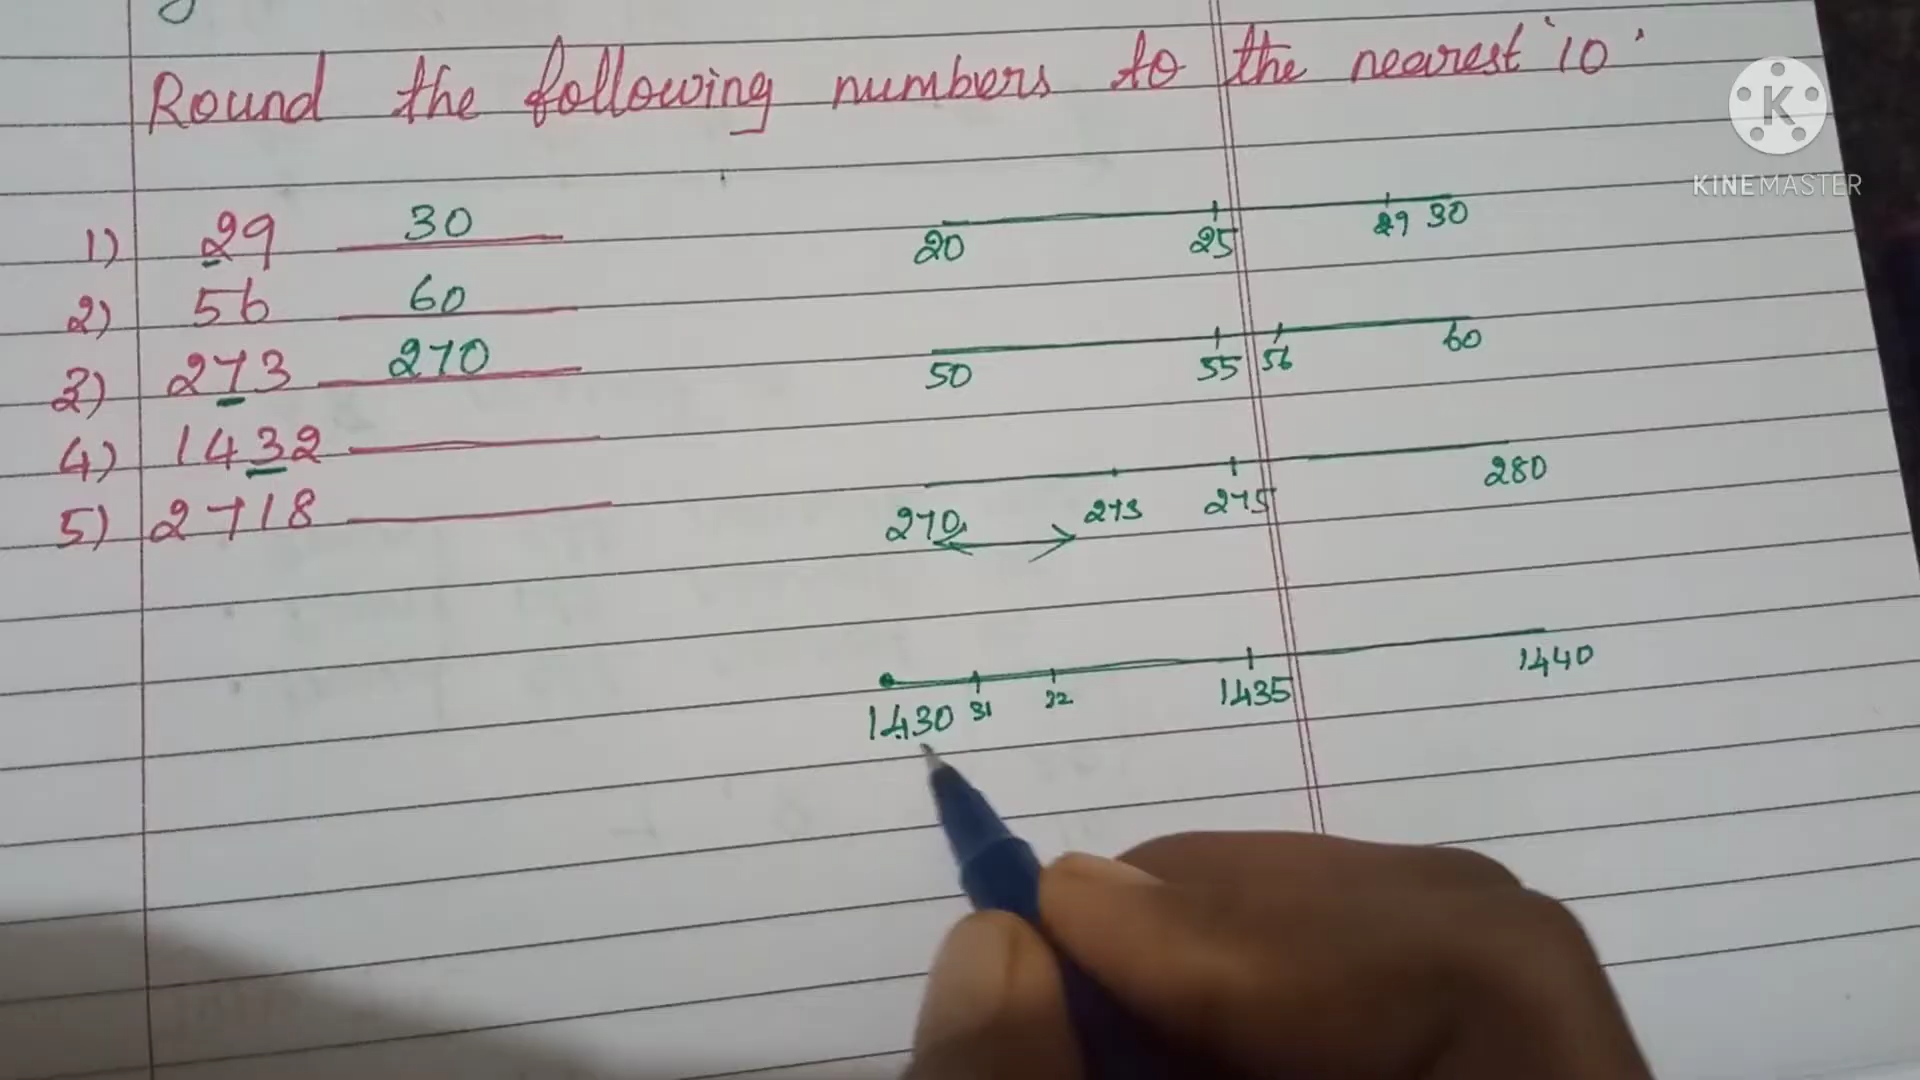 Round the following numbers to the nearest '10'
K
KINEMASTER
1) 29 30
2) 56 60
3) 273 270
4) 1432
5) 2718
20 25 29 30
50 55 56 60
270 273 275 280
1430 31 32 1435 1440